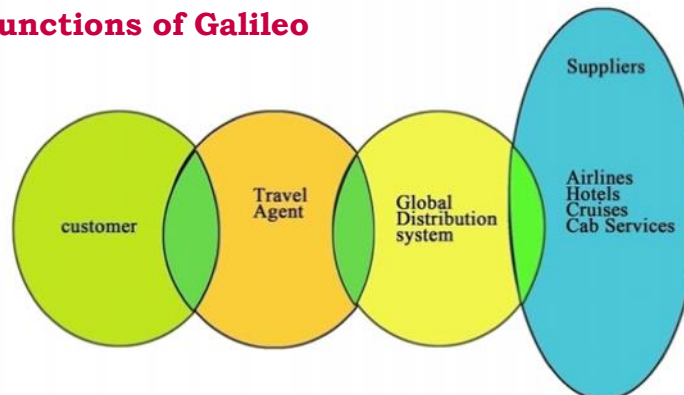 unctions of Galileo
Suppliers
customer
Travel
Agent
Global
Distribution
system
Airlines
Hotels
Cruises
Cab Services